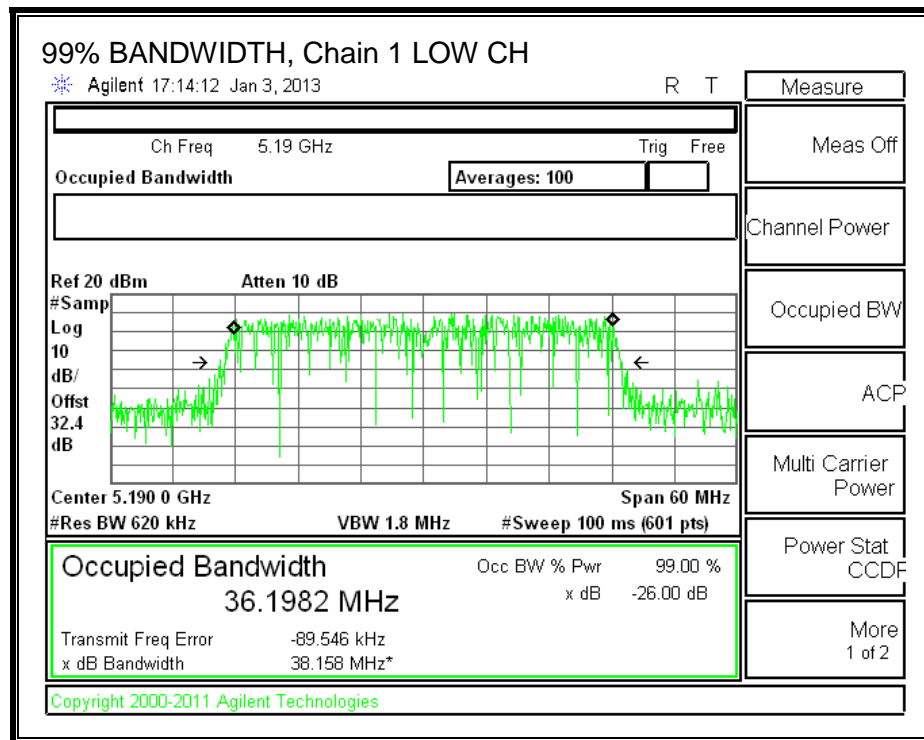 99% BANDWIDTH, Chain 1 LOW CH
Agilent 17:14:12 Jan 3, 2013 R T
Measure
Ch Freq 5.19 GHz Trig Free
Occupied Bandwidth Averages: 100
Meas Off
Channel Power
Ref 20 dBm Atten 10 dB
#Samp
Log
10
dB/
Offst
32.4
dB
Occupied BW
ACP
Center 5.190 0 GHz Span 60 MHz
#Res BW 620 kHz VBW 1.8 MHz #Sweep 100 ms (601 pts)
Multi Carrier
Power
Occupied Bandwidth
36.1982 MHz
Occ BW % Pwr 99.00 %
x dB -26.00 dB
Transmit Freq Error -89.546 kHz
x dB Bandwidth 38.158 MHz*
Power Stat
CCDF
More
1 of 2
Copyright 2000-2011 Agilent Technologies